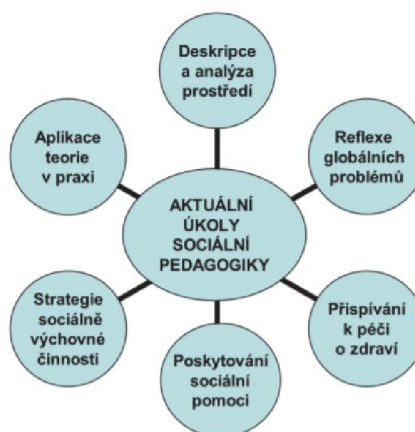 Deskripce
a analýza
prostředí
Aplikace
teorie
v praxi
Reflexe
globálních
problémů
AKTUÁLNÍ
ÚKOLY
SOCIÁLNÍ
PEDAGOGIKY
Strategie
sociálně
výchovné
činnosti
Přispívání
k péči
o zdraví
Poskytování
sociální
pomoci